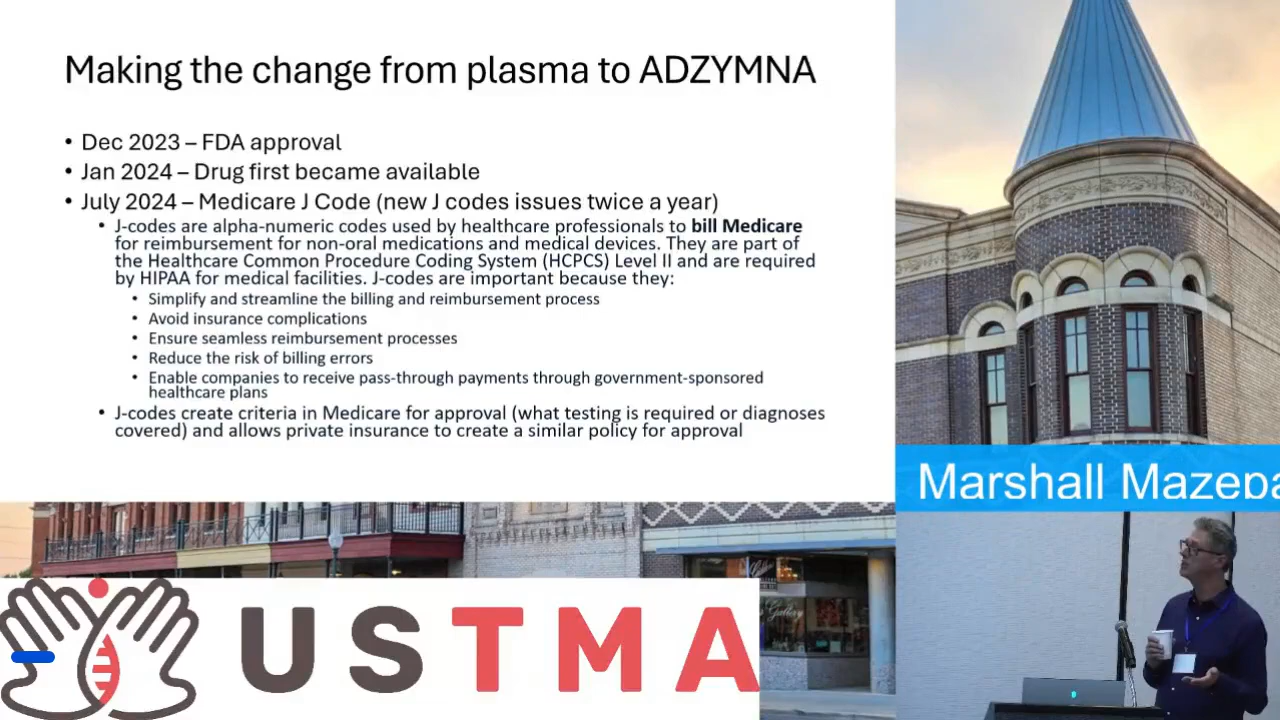 Making the change from plasma to ADZYMNA
• Dec 2023 – FDA approval
• Jan 2024 – Drug first became available
• July 2024 – Medicare J Code (new J codes issues twice a year)
• J-codes are alpha-numeric codes used by healthcare professionals to bill Medicare
for reimbursement for non-oral medications and medical devices. They are part of
the Healthcare Common Procedure Coding System (HCPCS) Level II and are required
by HIPAA for medical facilities. J-codes are important because they:
• Simplify and streamline the billing and reimbursement process
• Avoid insurance complications
• Ensure seamless reimbursement processes
• Reduce the risk of billing errors
• Enable companies to receive pass-through payments through government-sponsored
healthcare plans
• J-codes create criteria in Medicare for approval (what testing is required or diagnoses
covered) and allows private insurance to create a similar policy for approval
Marshall Mazepa
USTMA